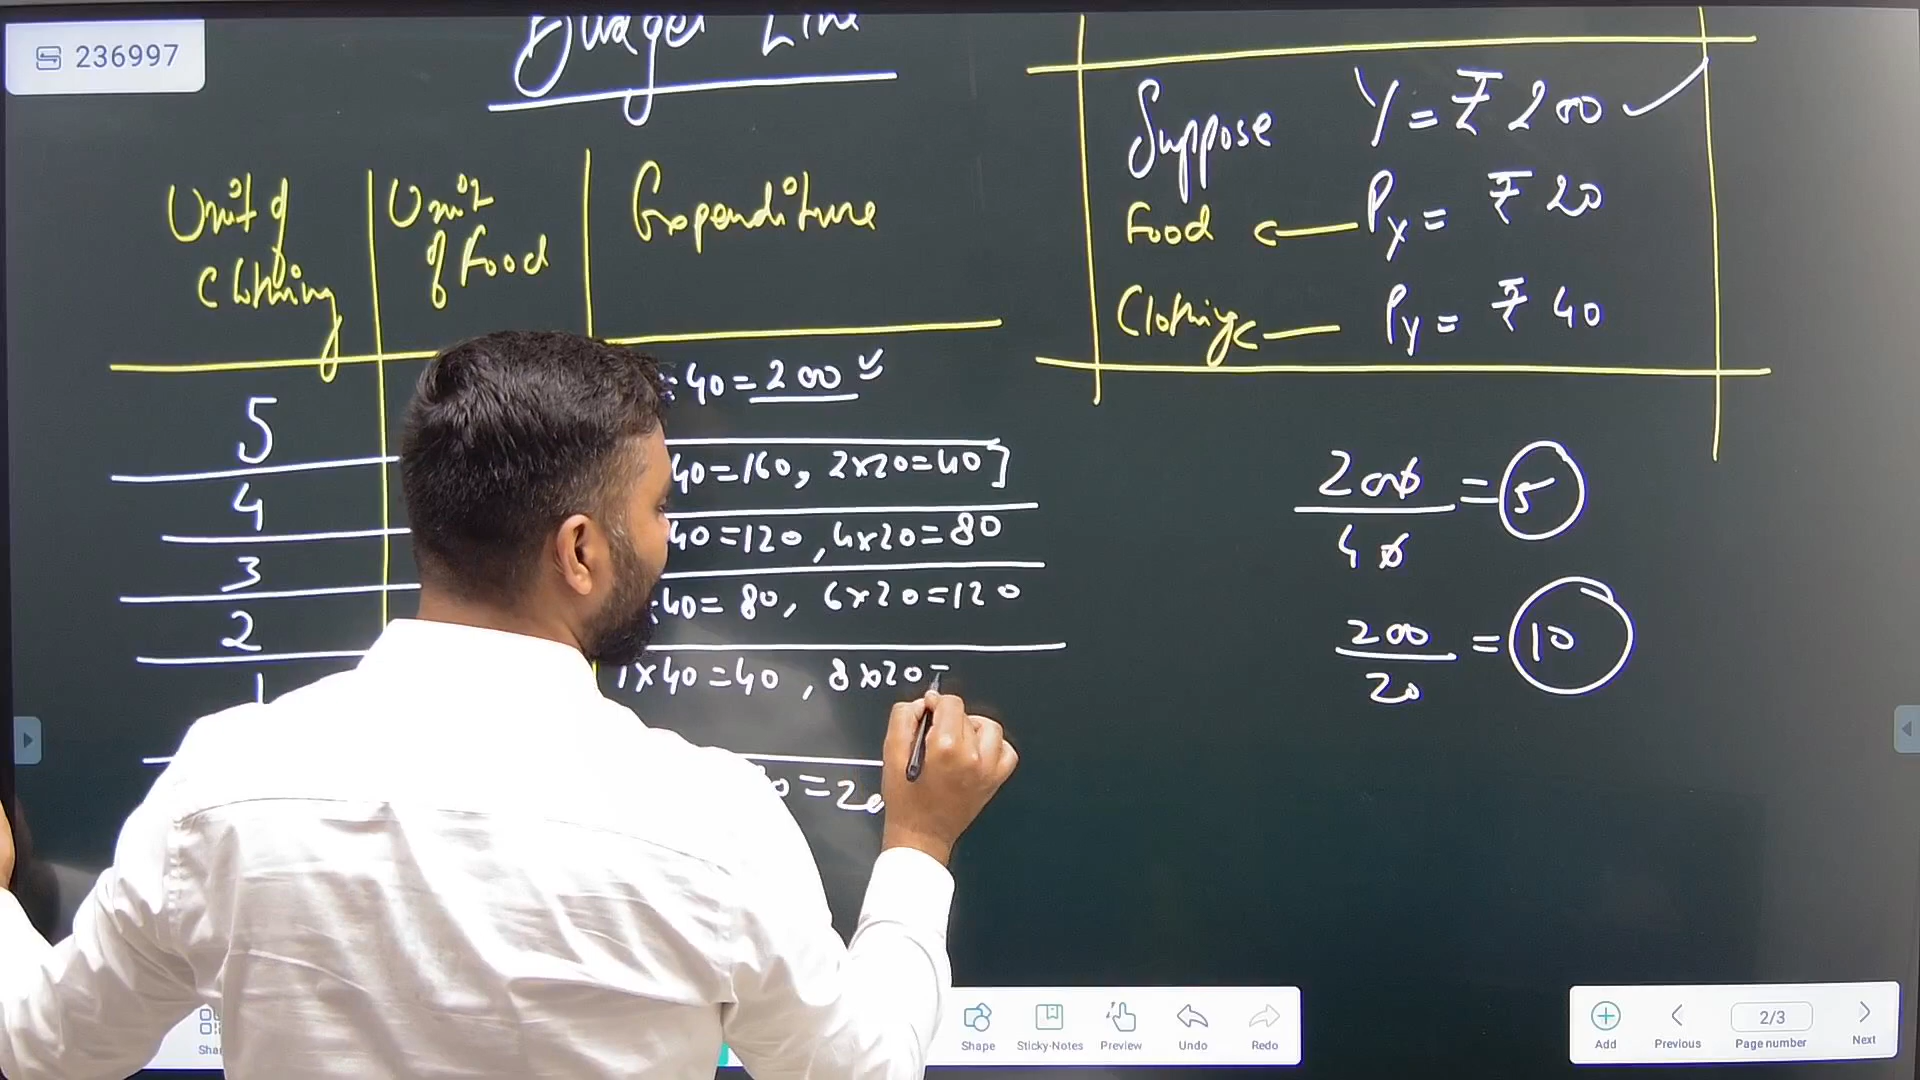 236997
Budget Line
Suppose Y = ₹ 200 ✓
Food ← Px = ₹ 20
Clothing ← Py = ₹ 40
Unit of Clothing
Unit of Food
Expenditure
5
40 = 200
4
40=160, 2x20=40]
3
40=120, 4x20=80
2
40= 80, 6x20=120
1
1x40=40, 8x20=
200/40 = 5
200/20 = 10
Shape
Sticky-Notes
Preview
Undo
Redo
Add
Previous
2/3
Page number
Next